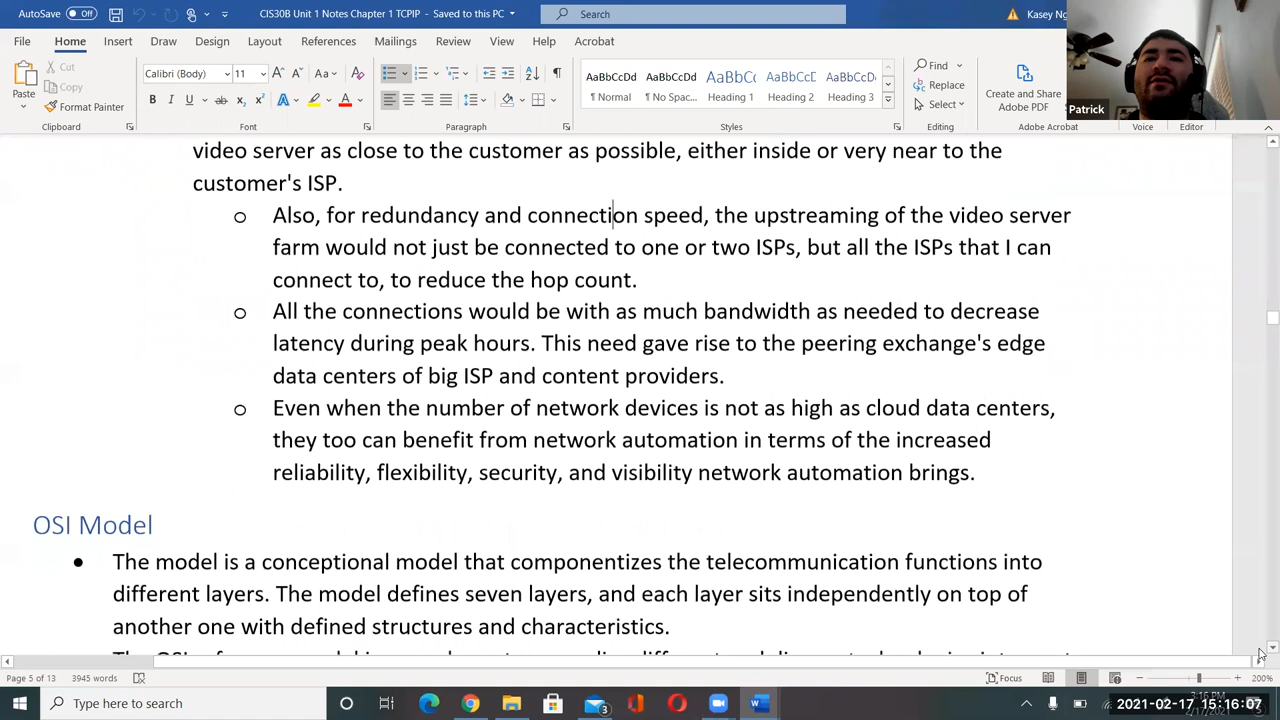 AutoSave Off CIS30B Unit 1 Notes Chapter 1 TCPIP - Saved to this PC Search Kasey Ng
File Home Insert Draw Design Layout References Mailings Review View Help Acrobat
Paste Cut Copy Format Painter
Calibri (Body) 11
AaBbCcDd AaBbCcDd AaBbC( AaBbCcD AaBbCcD
¶ Normal ¶ No Spac... Heading 1 Heading 2 Heading 3
Find Replace Select
Create and Share Adobe PDF
Patrick
Clipboard Font Paragraph Styles Editing Adobe Acrobat Voice Editor
video server as close to the customer as possible, either inside or very near to the
customer's ISP.
o Also, for redundancy and connection speed, the upstreaming of the video server
farm would not just be connected to one or two ISPs, but all the ISPs that I can
connect to, to reduce the hop count.
o All the connections would be with as much bandwidth as needed to decrease
latency during peak hours. This need gave rise to the peering exchange's edge
data centers of big ISP and content providers.
o Even when the number of network devices is not as high as cloud data centers,
they too can benefit from network automation in terms of the increased
reliability, flexibility, security, and visibility network automation brings.
OSI Model
• The model is a conceptional model that componentizes the telecommunication functions into
different layers. The model defines seven layers, and each layer sits independently on top of
another one with defined structures and characteristics.
Page 5 of 13 3945 words Focus 200%
Type here to search 3 3:16 PM
2021-02-17 15:16:07